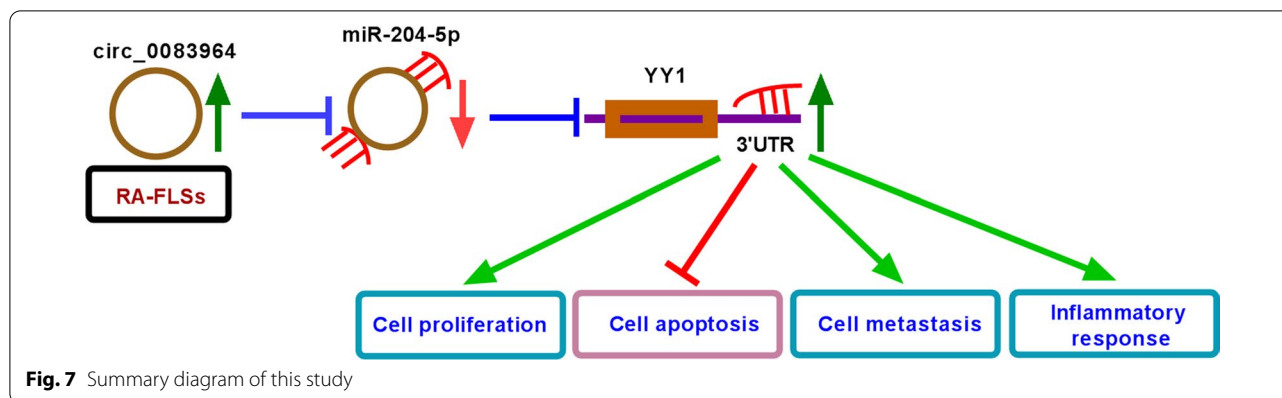 circ_0083964
miR-204-5p
YY1
3'UTR
RA-FLSs
Cell proliferation
Cell apoptosis
Cell metastasis
Inflammatory
response
Fig. 7 Summary diagram of this study